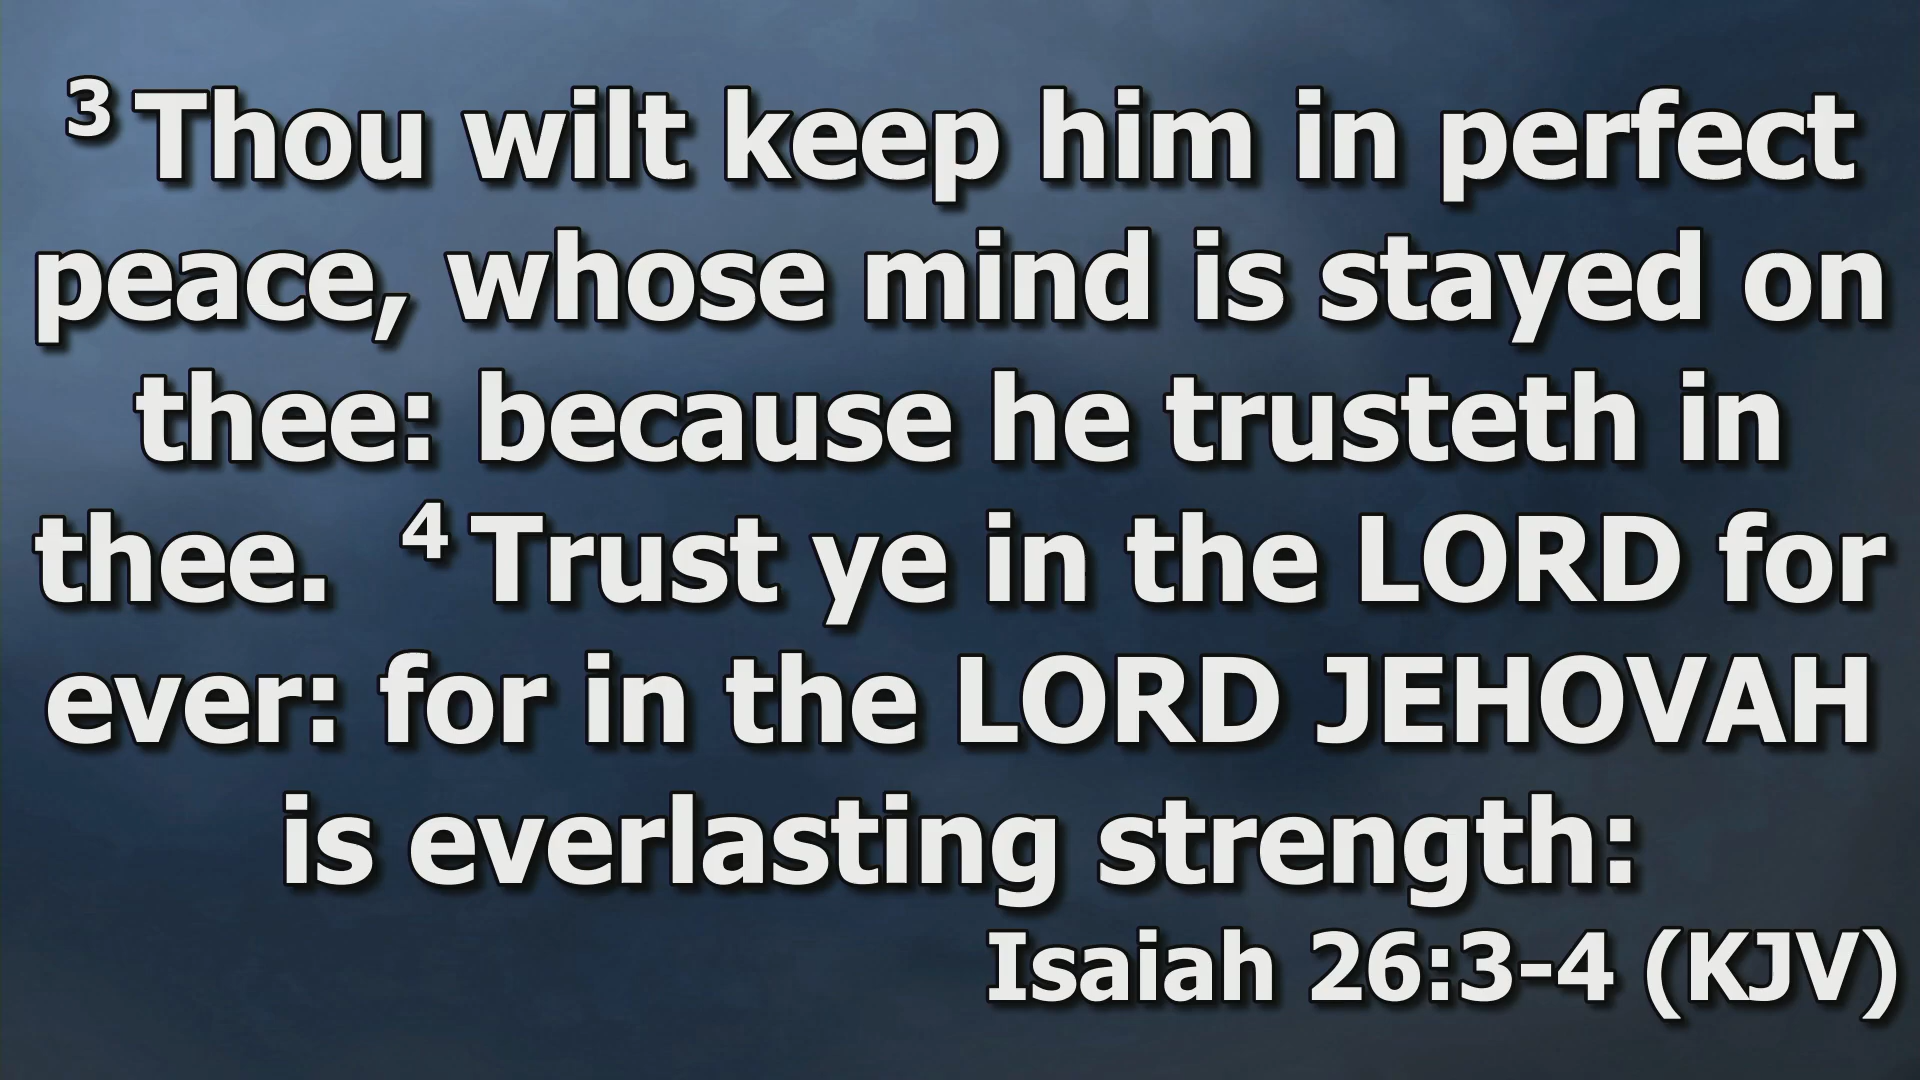 3 Thou wilt keep him in perfect
peace, whose mind is stayed on
thee: because he trusteth in
thee. 4 Trust ye in the LORD for
ever: for in the LORD JEHOVAH
is everlasting strength:
Isaiah 26:3-4 (KJV)